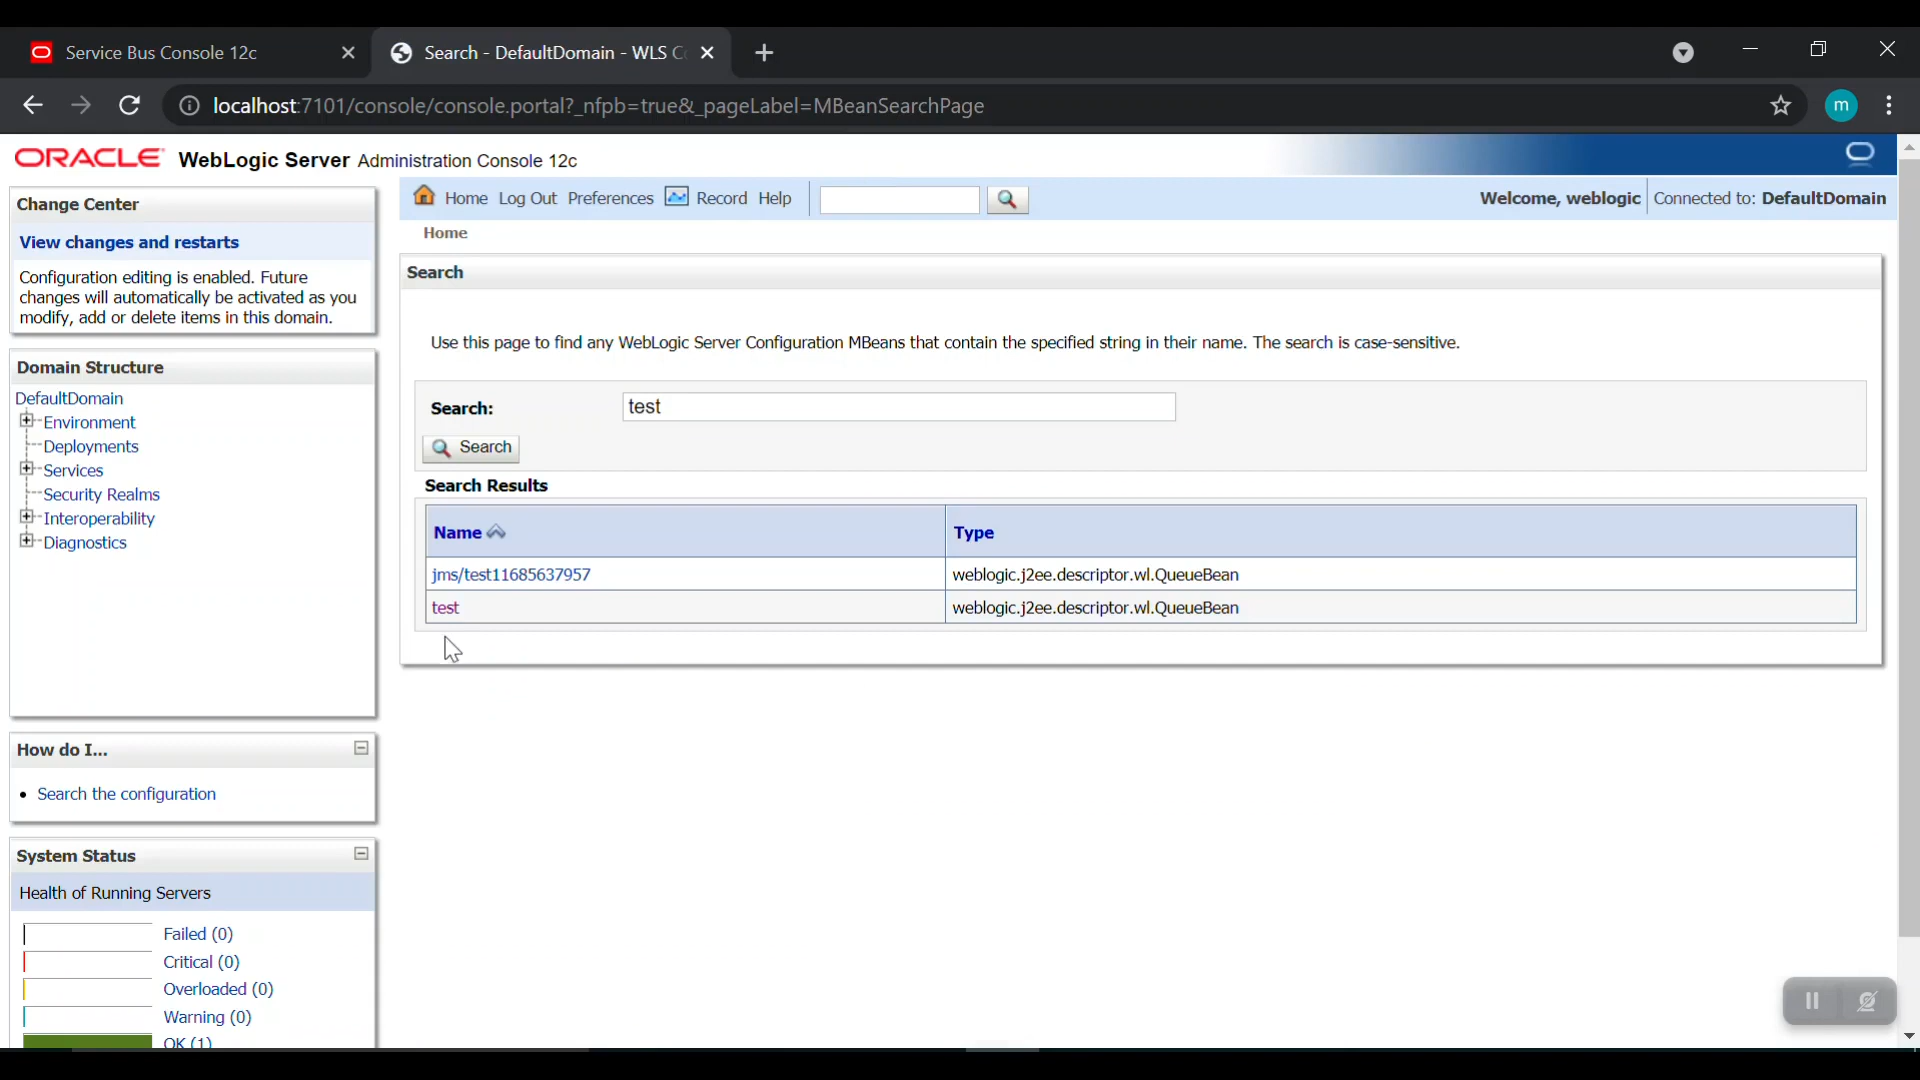 Service Bus Console 12c
Search - DefaultDomain - WLS C
localhost:7101/console/console.portal?_nfpb=true&_pageLabel=MBeanSearchPage
m
ORACLE WebLogic Server Administration Console 12c
Change Center
View changes and restarts
Configuration editing is enabled. Future
changes will automatically be activated as you
modify, add or delete items in this domain.
Domain Structure
DefaultDomain
Environment
Deployments
Services
Security Realms
Interoperability
Diagnostics
How do I...
Search the configuration
System Status
Health of Running Servers
Failed (0)
Critical (0)
Overloaded (0)
Warning (0)
OK (1)
Home Log Out Preferences Record Help
Welcome, weblogic Connected to: DefaultDomain
Home
Search
Use this page to find any WebLogic Server Configuration MBeans that contain the specified string in their name. The search is case-sensitive.
Search: test
Search
Search Results
Name Type
jms/test11685637957 weblogic.j2ee.descriptor.wl.QueueBean
test weblogic.j2ee.descriptor.wl.QueueBean